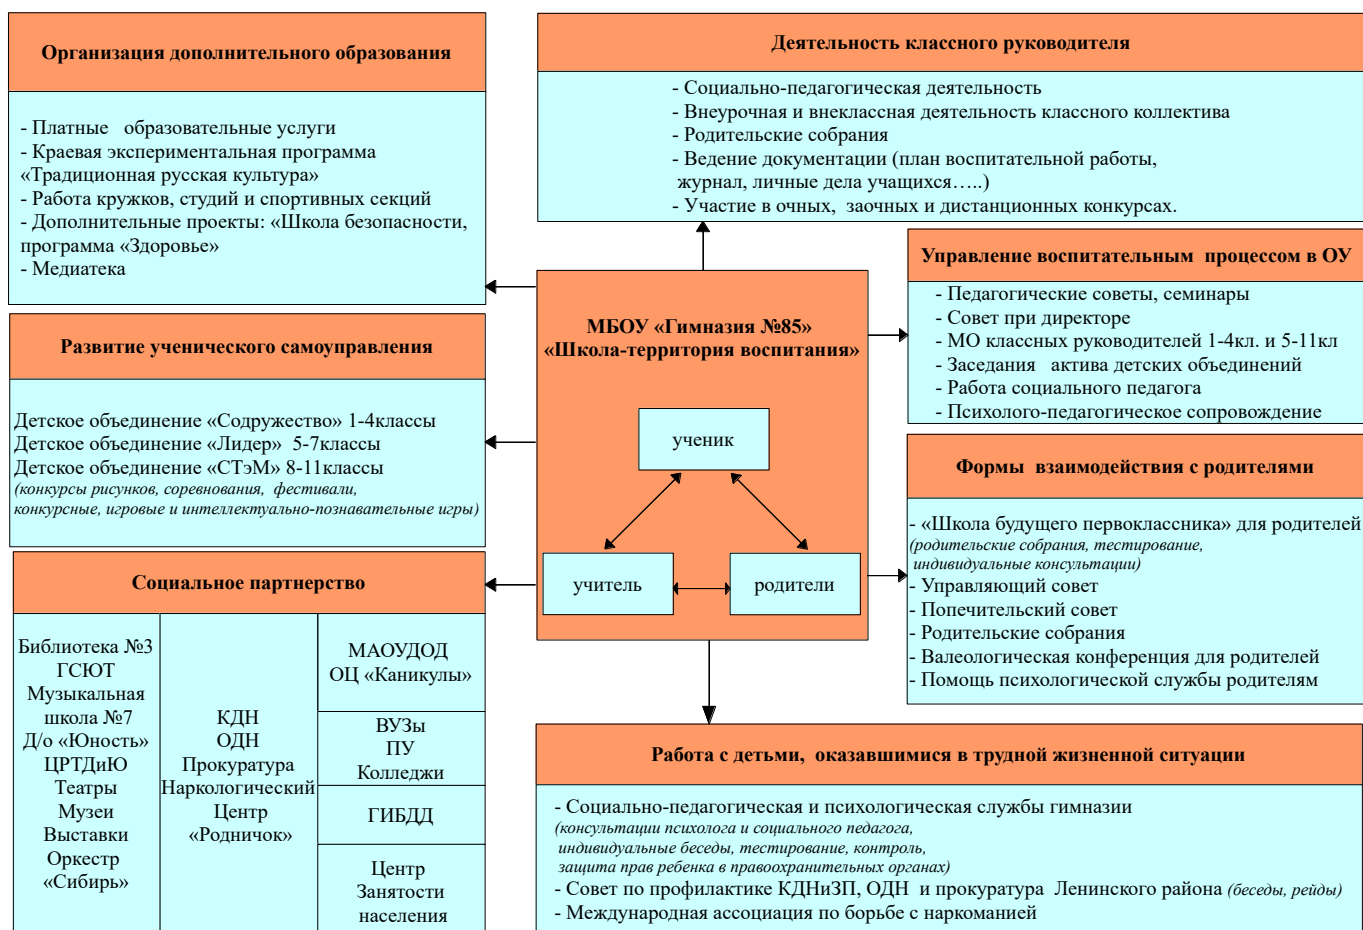 Организация дополнительного образования
- Платные образовательные услуги
- Краевая экспериментальная программа
«Традиционная русская культура»
- Работа кружков, студий и спортивных секций
- Дополнительные проекты: «Школа безопасности,
программа «Здоровье»
- Медиатека
Деятельность классного руководителя
- Социально-педагогическая деятельность
- Внеурочная и внеклассная деятельность классного коллектива
- Родительские собрания
- Ведение документации (план воспитательной работы,
журнал, личные дела учащихся…..)
- Участие в очных, заочных и дистанционных конкурсах.
Развитие ученического самоуправления
Детское объединение «Содружество» 1-4классы
Детское объединение «Лидер» 5-7классы
Детское объединение «СТэМ» 8-11классы
(конкурсы рисунков, соревнования, фестивали,
конкурсные, игровые и интеллектуально-познавательные игры)
МБОУ «Гимназия №85»
«Школа-территория воспитания»
ученик
учитель
родители
Управление воспитательным процессом в ОУ
- Педагогические советы, семинары
- Совет при директоре
- МО классных руководителей 1-4кл. и 5-11кл
- Заседания актива детских объединений
- Работа социального педагога
- Психолого-педагогическое сопровождение
Формы взаимодействия с родителями
- «Школа будущего первоклассника» для родителей
(родительские собрания, тестирование,
индивидуальные консультации)
- Управляющий совет
- Попечительский совет
- Родительские собрания
- Валеологическая конференция для родителей
- Помощь психологической службы родителям
Социальное партнерство
Библиотека №3
ГСЮТ
Музыкальная
школа №7
Д/о «Юность»
ЦРТДиЮ
Театры
Музеи
Выставки
Оркестр
«Сибирь»
КДН
ОДН
Прокуратура
Наркологический
Центр
«Родничок»
МАОУДОД
ОЦ «Каникулы»
ВУЗы
ПУ
Колледжи
ГИБДД
Центр
Занятости
населения
Работа с детьми, оказавшимися в трудной жизненной ситуации
- Социально-педагогическая и психологическая службы гимназии
(консультации психолога и социального педагога,
индивидуальные беседы, тестирование, контроль,
защита прав ребенка в правоохранительных органах)
- Совет по профилактике КДНиЗП, ОДН и прокуратура Ленинского района (беседы, рейды)
- Международная ассоциация по борьбе с наркоманией